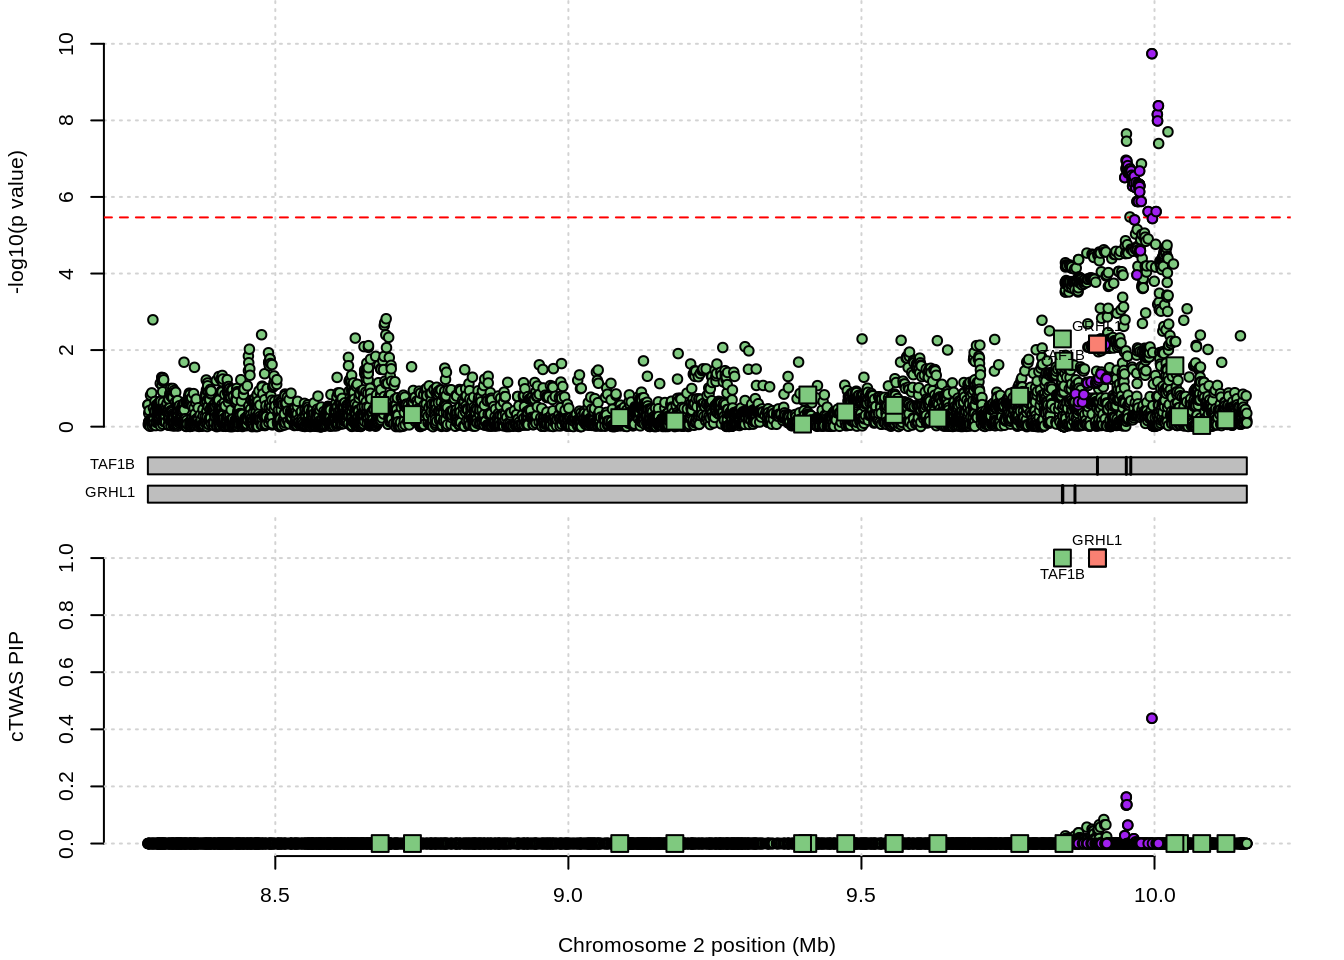 -log10(p value)
10
8
6
4
2
0
GRHL1
TAF1B
TAF1B
GRHL1
cTWAS PIP
1.0
0.8
0.6
0.4
0.2
0.0
GRHL1
TAF1B
8.5
9.0
9.5
10.0
Chromosome 2 position (Mb)